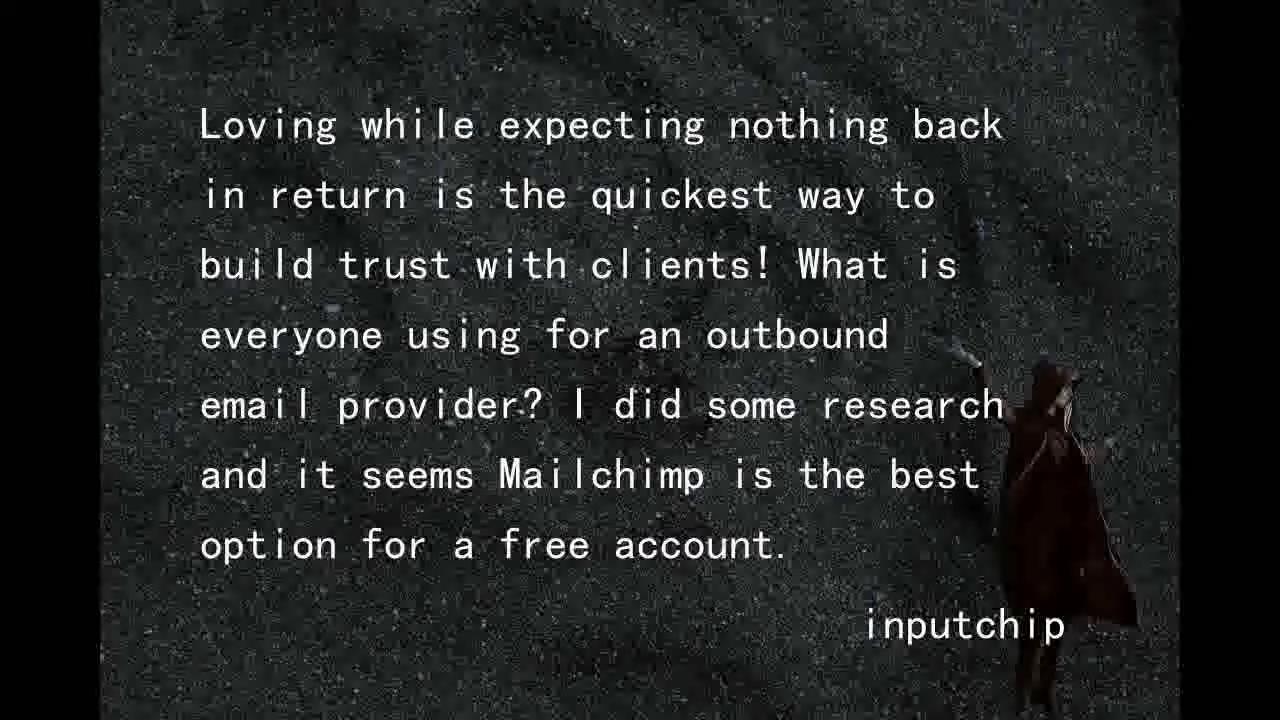 Loving while expecting nothing back
in return is the quickest way to
build trust with clients! What is
everyone using for an outbound
email provider? I did some research
and it seems Mailchimp is the best
option for a free account.
inputchip